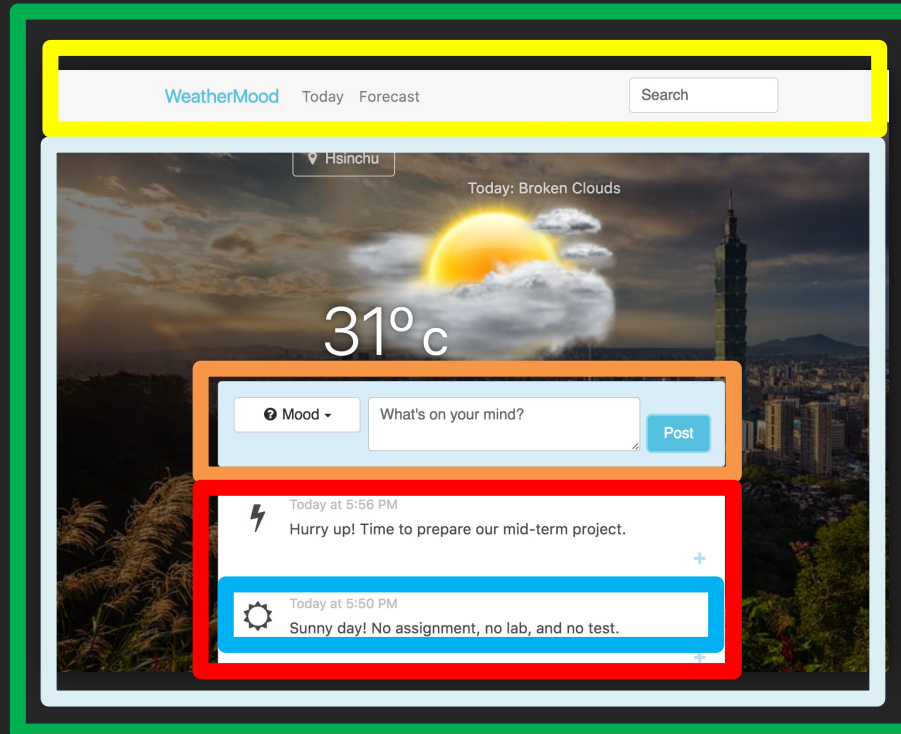 WeatherMood Today Forecast Search
Hsinchu
Today: Broken Clouds
31º c
Mood What's on your mind? Post
Today at 5:56 PM
Hurry up! Time to prepare our mid-term project.
Today at 5:50 PM
Sunny day! No assignment, no lab, and no test.